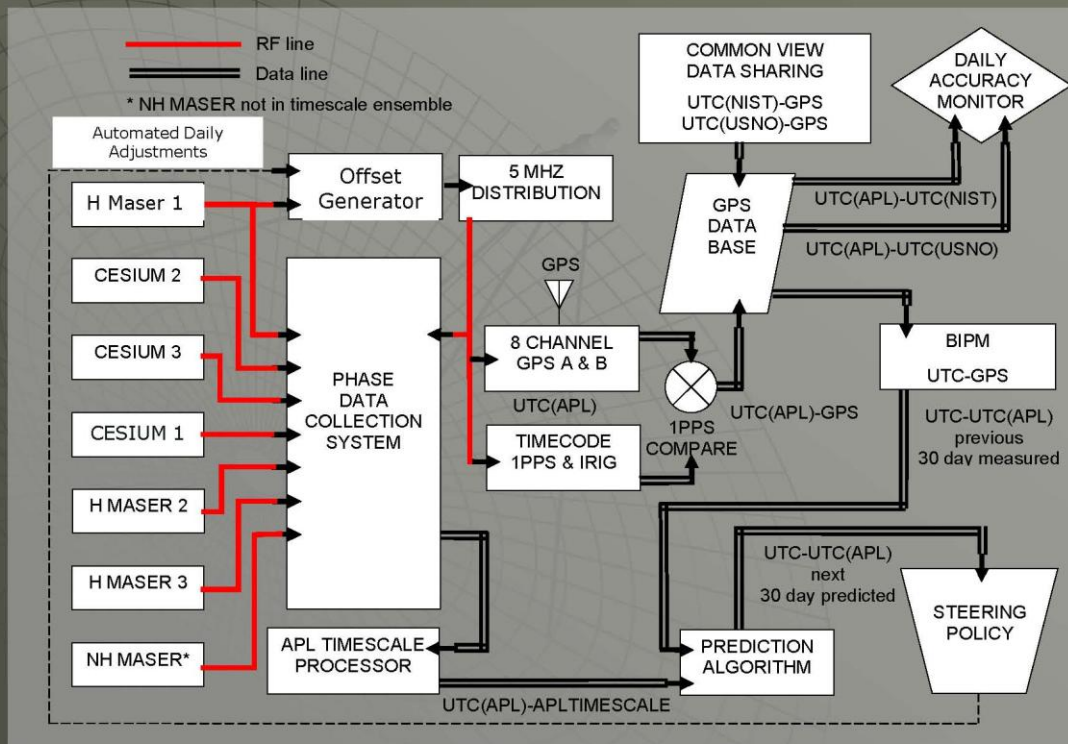 RF line
Data line
* NH MASER not in timescale ensemble
Automated Daily
Adjustments
H Maser 1
CESIUM 2
CESIUM 3
CESIUM 1
H MASER 2
H MASER 3
NH MASER*
Offset
Generator
5 MHZ
DISTRIBUTION
PHASE
DATA
COLLECTION
SYSTEM
GPS
8 CHANNEL
GPS A & B
UTC(APL)
TIMECODE
1PPS & IRIG
1PPS
COMPARE
UTC(APL)-GPS
COMMON VIEW
DATA SHARING
UTC(NIST)-GPS
UTC(USNO)-GPS
DAILY
ACCURACY
MONITOR
GPS
DATA
BASE
UTC(APL)-UTC(NIST)
UTC(APL)-UTC(USNO)
BIPM
UTC-GPS
UTC-UTC(APL)
previous
30 day measured
UTC-UTC(APL)
next
30 day predicted
STEERING
POLICY
APL TIMESCALE
PROCESSOR
PREDICTION
ALGORITHM
UTC(APL)-APLTIMESCALE